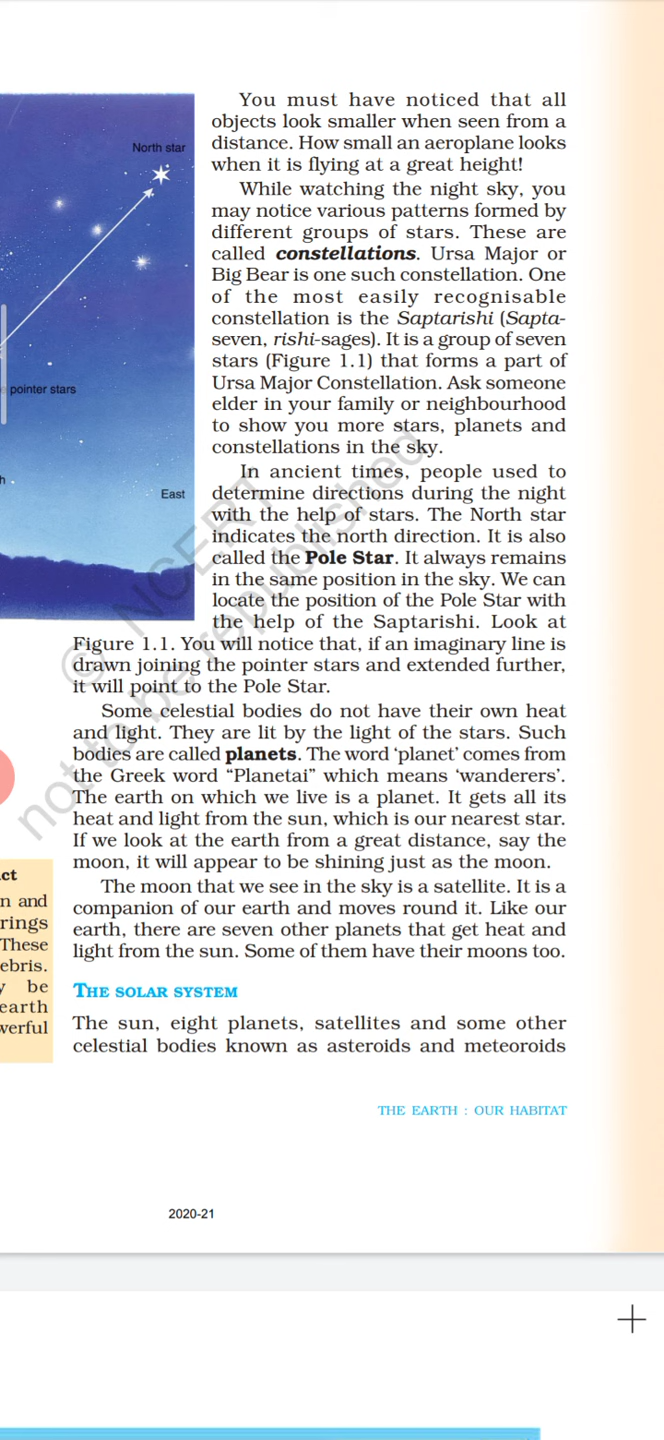 North star
pointer stars
East
You must have noticed that all
objects look smaller when seen from a
distance. How small an aeroplane looks
when it is flying at a great height!
While watching the night sky, you
may notice various patterns formed by
different groups of stars. These are
called constellations. Ursa Major or
Big Bear is one such constellation. One
of the most easily recognisable
constellation is the Saptarishi (Sapta-
seven, rishi-sages). It is a group of seven
stars (Figure 1.1) that forms a part of
Ursa Major Constellation. Ask someone
elder in your family or neighbourhood
to show you more stars, planets and
constellations in the sky.
In ancient times, people used to
determine directions during the night
with the help of stars. The North star
indicates the north direction. It is also
called the Pole Star. It always remains
in the same position in the sky. We can
locate the position of the Pole Star with
the help of the Saptarishi. Look at
Figure 1.1. You will notice that, if an imaginary line is
drawn joining the pointer stars and extended further,
it will point to the Pole Star.
Some celestial bodies do not have their own heat
and light. They are lit by the light of the stars. Such
bodies are called planets. The word ‘planet’ comes from
the Greek word “Planetai” which means ‘wanderers’.
The earth on which we live is a planet. It gets all its
heat and light from the sun, which is our nearest star.
If we look at the earth from a great distance, say the
moon, it will appear to be shining just as the moon.
The moon that we see in the sky is a satellite. It is a
companion of our earth and moves round it. Like our
earth, there are seven other planets that get heat and
light from the sun. Some of them have their moons too.
THE SOLAR SYSTEM
The sun, eight planets, satellites and some other
celestial bodies known as asteroids and meteoroids
and
rings
These
be
earth
THE EARTH : OUR HABITAT
2020-21
© NCERT
not to be republished